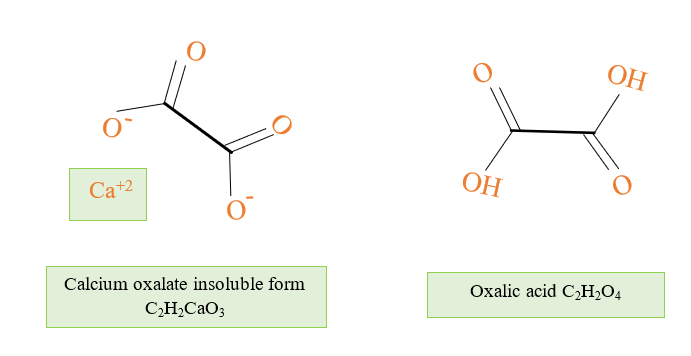 O
O⁻
O
O⁻
Ca⁺²
Calcium oxalate insoluble form
C₂H₂CaO₃
O
OH
OH
O
Oxalic acid C₂H₂O₄